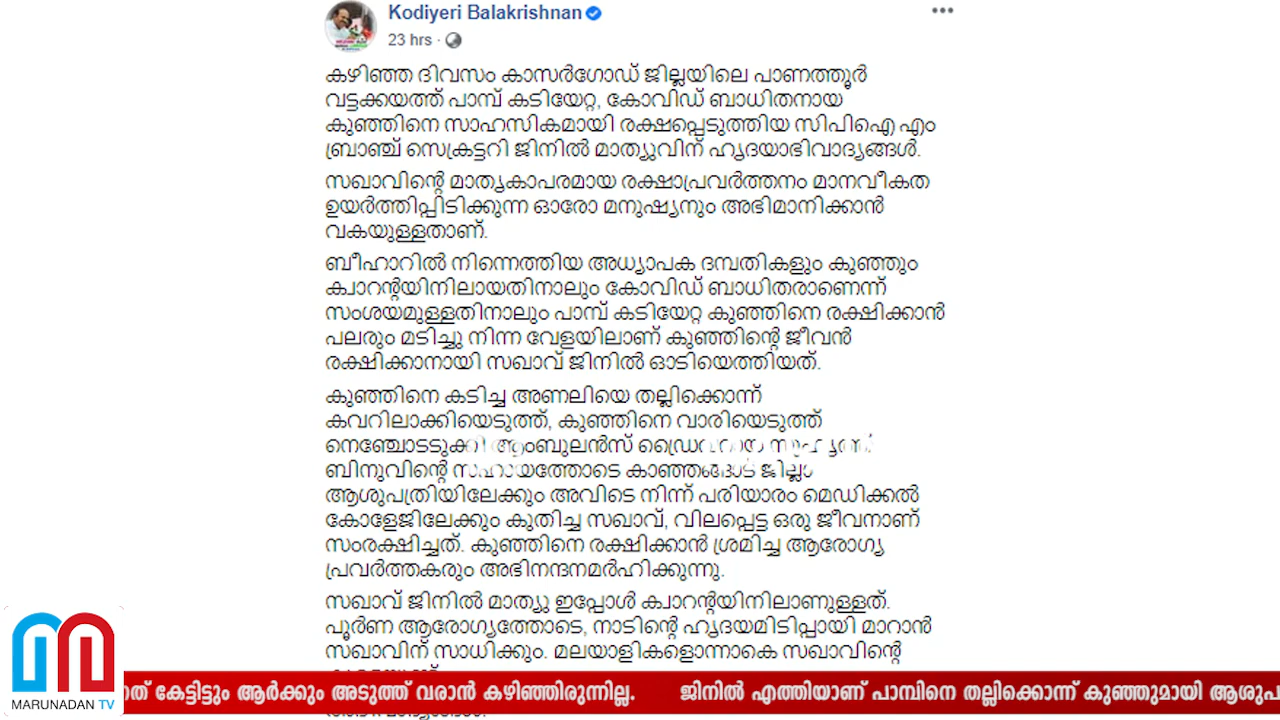 Kodiyeri Balakrishnan
23 hrs ·
കഴിഞ്ഞ ദിവസം കാസർഗോഡ് ജില്ലയിലെ പാണത്തൂർ
വട്ടക്കയത്ത് പാമ്പ് കടിയേറ്റ, കോവിഡ് ബാധിതനായ
കുഞ്ഞിനെ സാഹസികമായി രക്ഷപ്പെടുത്തിയ സിപിഐ എം
ബ്രാഞ്ച് സെക്രട്ടറി ജിനിൽ മാത്യുവിന് ഹൃദയാഭിവാദ്യങ്ങൾ.
സഖാവിന്റെ മാതൃകാപരമായ രക്ഷാപ്രവർത്തനം മാനവീകത
ഉയർത്തിപ്പിടിക്കുന്ന ഓരോ മനുഷ്യനും അഭിമാനിക്കാൻ
വകയുള്ളതാണ്.
ബീഹാറിൽ നിന്നെത്തിയ അധ്യാപക ദമ്പതികളും കുഞ്ഞും
ക്വാറന്റയിനിലായതിനാലും കോവിഡ് ബാധിതരാണെന്ന്
സംശയമുള്ളതിനാലും പാമ്പ് കടിയേറ്റ കുഞ്ഞിനെ രക്ഷിക്കാൻ
പലരും മടിച്ചു നിന്ന വേളയിലാണ് കുഞ്ഞിന്റെ ജീവൻ
രക്ഷിക്കാനായി സഖാവ് ജിനിൽ ഓടിയെത്തിയത്.
കുഞ്ഞിനെ കടിച്ച അണലിയെ തല്ലിക്കൊന്ന്
കവറിലാക്കിയെടുത്ത്, കുഞ്ഞിനെ വാരിയെടുത്ത്
നെഞ്ചോടടുക്കി ആംബുലൻസ്
ബിനുവിന്റെ സഹായത്തോടെ കാഞ്ഞങ്ങാട് ജില്ലാ
ആശുപത്രിയിലേക്കും അവിടെ നിന്ന് പരിയാരം മെഡിക്കൽ
കോളേജിലേക്കും കുതിച്ച സഖാവ്, വിലപ്പെട്ട ഒരു ജീവനാണ്
സംരക്ഷിച്ചത്. കുഞ്ഞിനെ രക്ഷിക്കാൻ ശ്രമിച്ച ആരോഗ്യ
പ്രവർത്തകരും അഭിനന്ദനമർഹിക്കുന്നു.
സഖാവ് ജിനിൽ മാത്യു ഇപ്പോൾ ക്വാറന്റയിനിലാണുള്ളത്.
പൂർണ ആരോഗ്യത്തോടെ, നാടിന്റെ ഹൃദയമിടിപ്പായി മാറാൻ
സഖാവിന് സാധിക്കും. മലയാളികളൊന്നാകെ സഖാവിന്റെ
കേട്ടിട്ടും ആർക്കും അടുത്ത് വരാൻ കഴിഞ്ഞിരുന്നില്ല. ജിനിൽ എത്തിയാണ് പാമ്പിനെ തല്ലിക്കൊന്ന് കുഞ്ഞുമായി
MARUNADAN TV